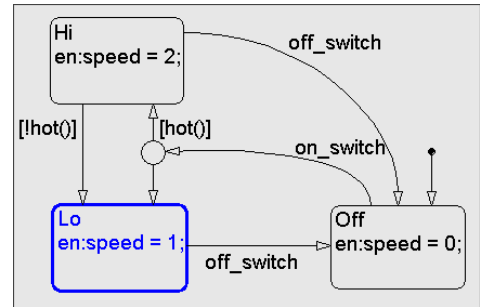 Hi
en:speed = 2;
off_switch
[!hot()]
[hot()]
on_switch
Lo
en:speed = 1;
off_switch
Off
en:speed = 0;